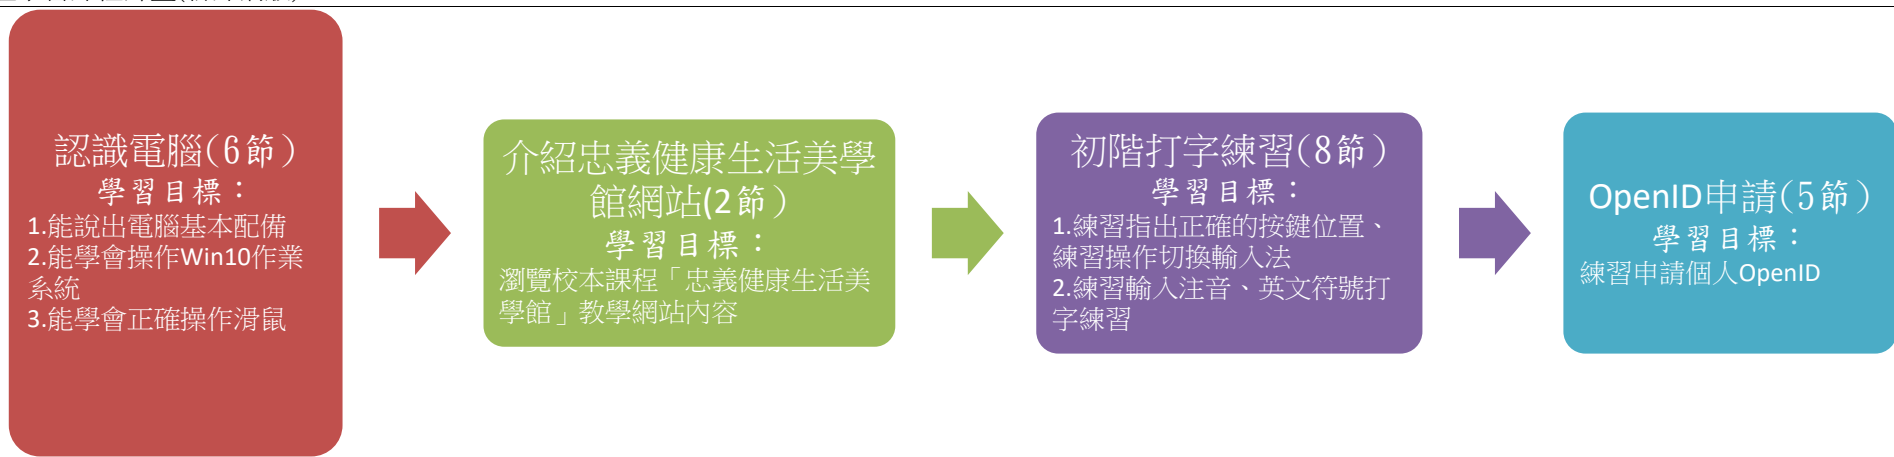 認識電腦(6節)
學習目標：
1.能說出電腦基本配備
2.能學會操作Win10作業
系統
3.能學會正確操作滑鼠
介紹忠義健康生活美學
館網站(2節)
學習目標：
瀏覽校本課程「忠義健康生活美
學館」教學網站內容
初階打字練習(8節)
學習目標：
1.練習指出正確的按鍵位置、
練習操作切換輸入法
2.練習輸入注音、英文符號打
字練習
OpenID申請(5節)
學習目標：
練習申請個人OpenID